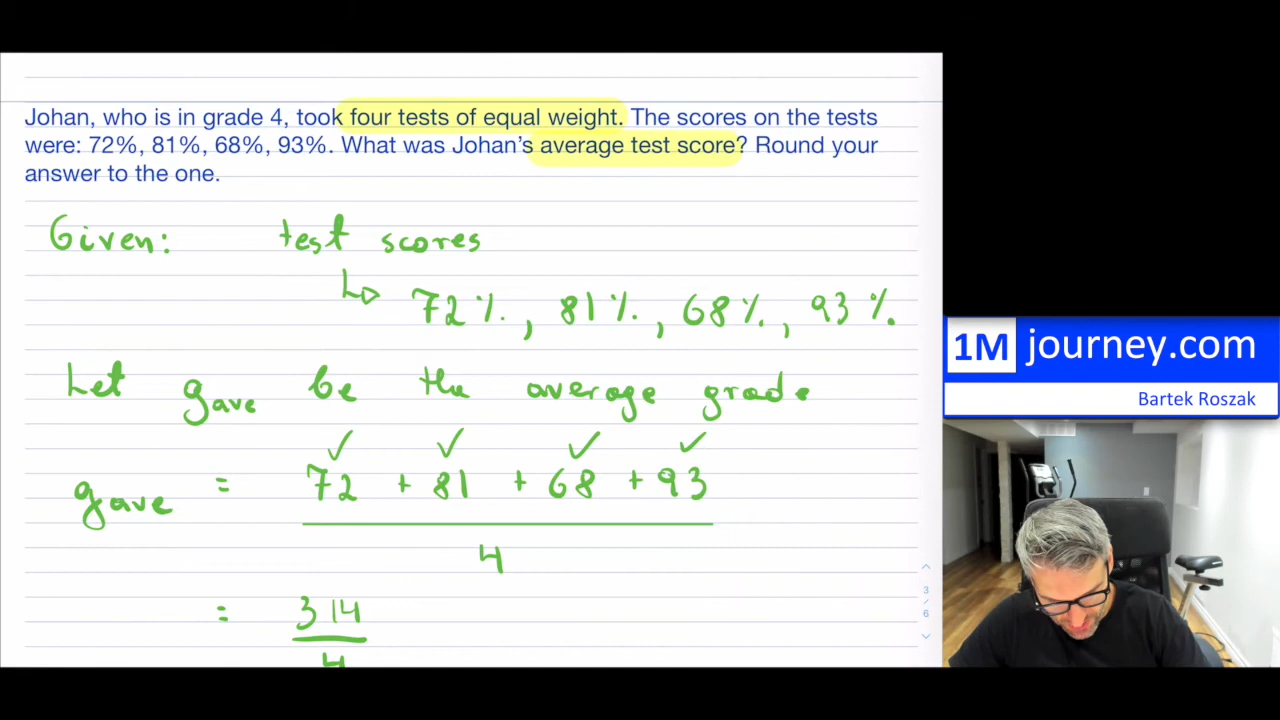 Johan, who is in grade 4, took four tests of equal weight. The scores on the tests
were: 72%, 81%, 68%, 93%. What was Johan's average test score? Round your
answer to the one.
Given: test scores
↳ 72%, 81%, 68%, 93%
Let gave be the average grade
gave = 72 + 81 + 68 + 93
4
= 314
4
1M journey.com
Bartek Roszak
3
/
6